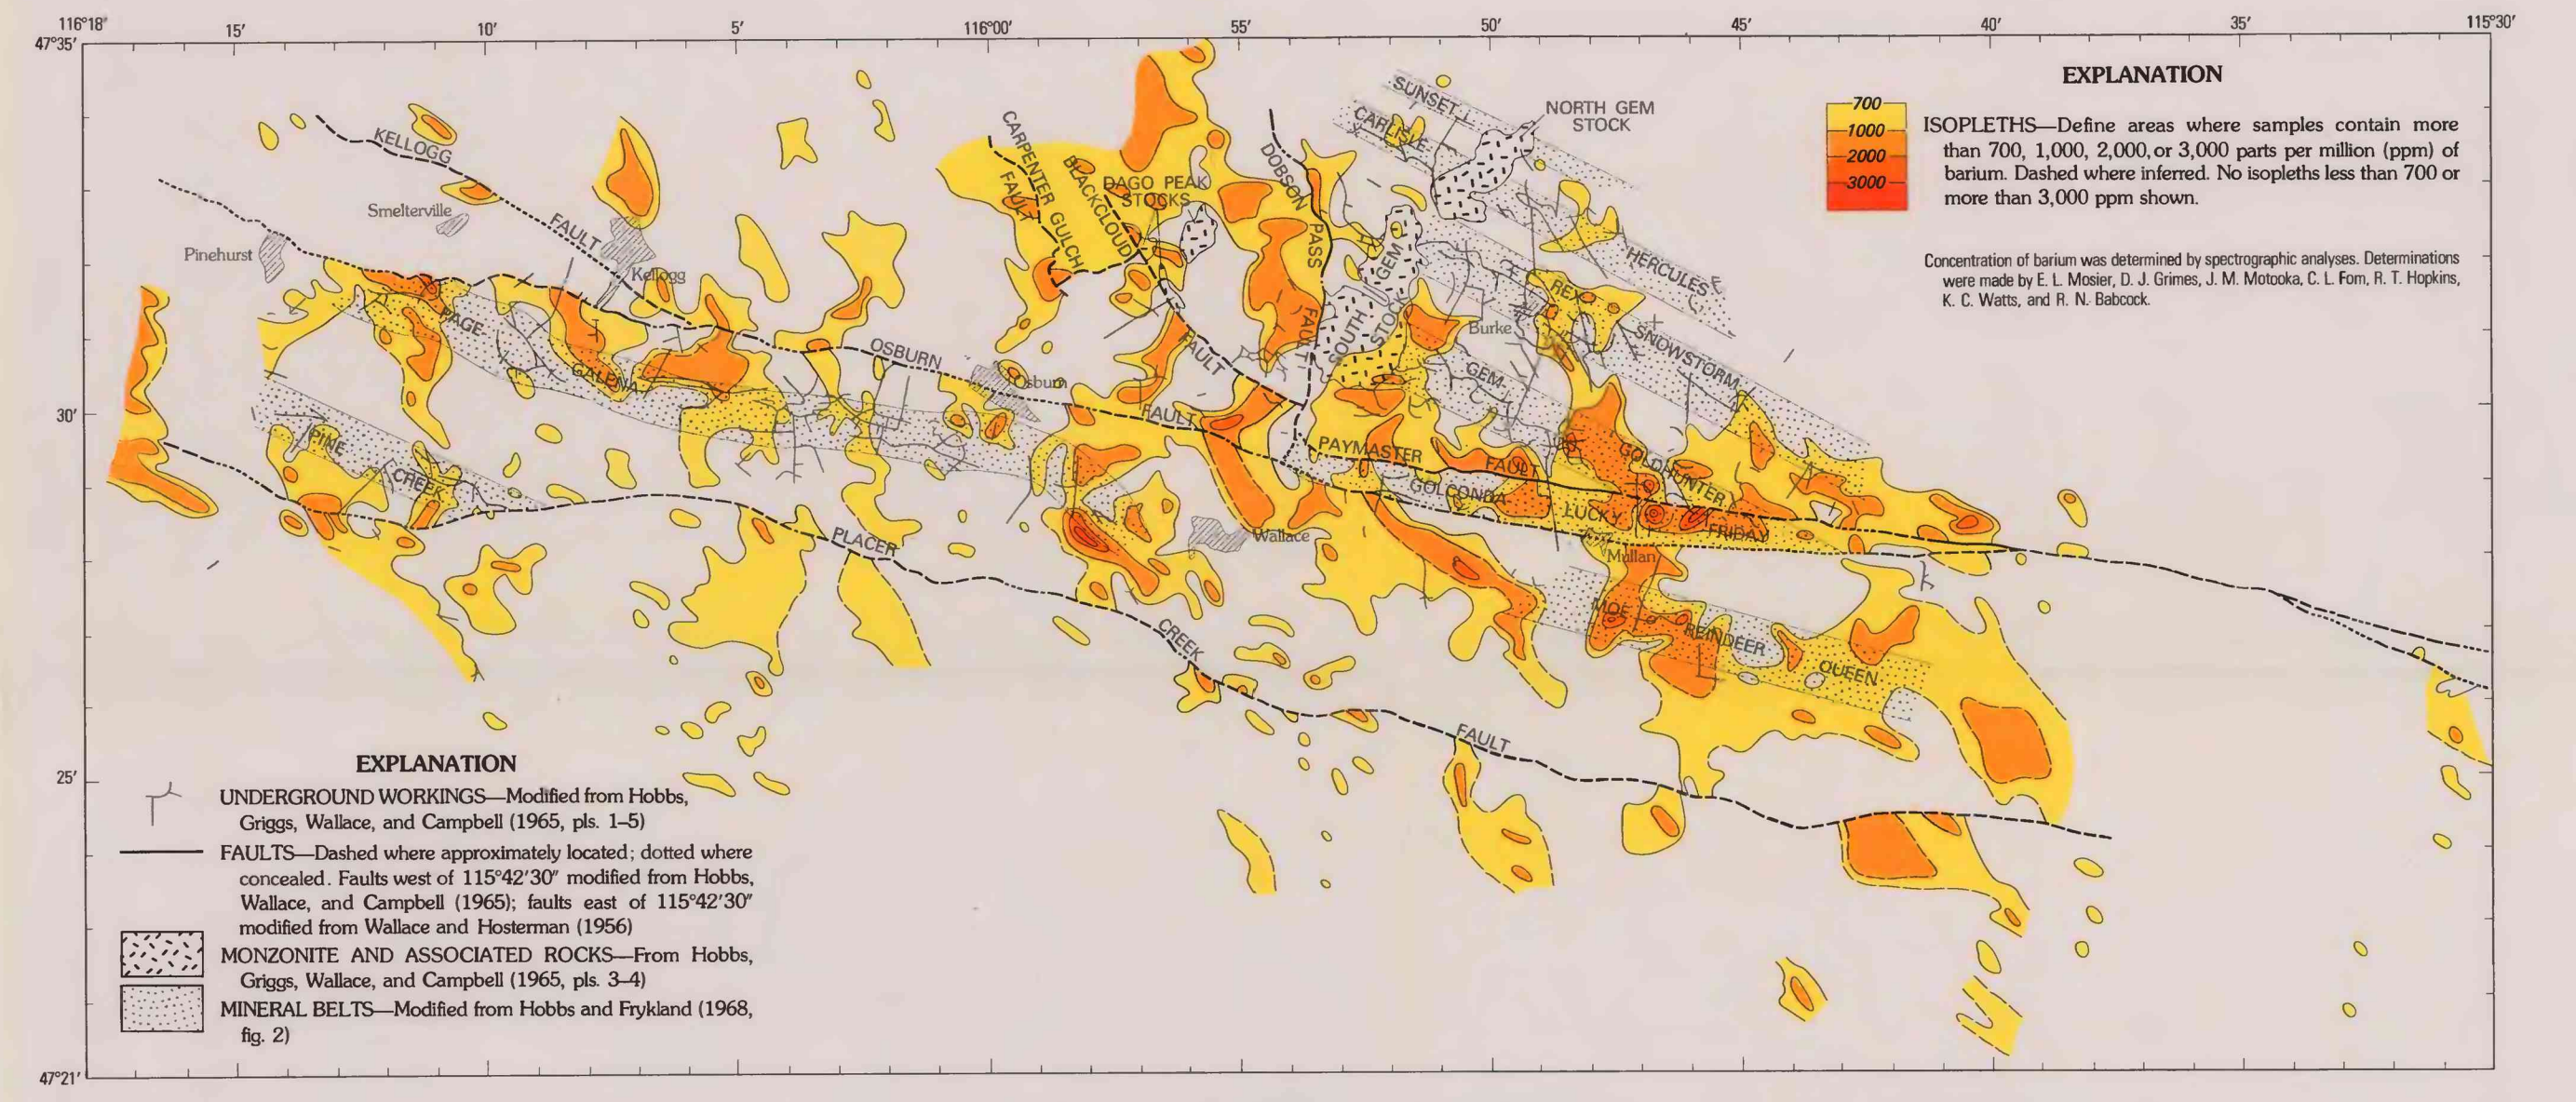 116°18′
15′
10′
5′
116°00′
55′
50′
45′
40′
35′
115°30′
47°35′
30′
25′
47°21′
EXPLANATION
700
1000
2000
3000
ISOPLETHS—Define areas where samples contain more
than 700, 1,000, 2,000, or 3,000 parts per million (ppm) of
barium. Dashed where inferred. No isopleths less than 700 or
more than 3,000 ppm shown.
Concentration of barium was determined by spectrographic analyses. Determinations
were made by E. L. Mosier, D. J. Grimes, J. M. Motooka, C. L. Forn, R. T. Hopkins,
K. C. Watts, and R. N. Babcock.
SUNSET
CARLISLE
NORTH GEM
STOCK
KELLOGG
FAULT
Smelterville
Pinehurst
Kellogg
CARPENTER GULCH
FAULT
BLACKCLOUD
FAULT
DAGO PEAK
STOCKS
DOBSON
PASS
FAULT
GEM
SOUTH
STOCK
HERCULES
REX
Burke
SNOWSTORM
PAGE
GALENA
OSBURN
FAULT
Osburn
GEM
PINE
CREEK
PAYMASTER
FAULT
GOLDHUNTER
GOLCONDA
LUCKY
FRIDAY
Wallace
Mullan
PLACER
CREEK
FAULT
MOE
REINDEER
QUEEN
EXPLANATION
UNDERGROUND WORKINGS—Modified from Hobbs,
Griggs, Wallace, and Campbell (1965, pls. 1–5)
FAULTS—Dashed where approximately located; dotted where
concealed. Faults west of 115°42′30″ modified from Hobbs,
Wallace, and Campbell (1965); faults east of 115°42′30″
modified from Wallace and Hosterman (1956)
MONZONITE AND ASSOCIATED ROCKS—From Hobbs,
Griggs, Wallace, and Campbell (1965, pls. 3–4)
MINERAL BELTS—Modified from Hobbs and Frykland (1968,
fig. 2)